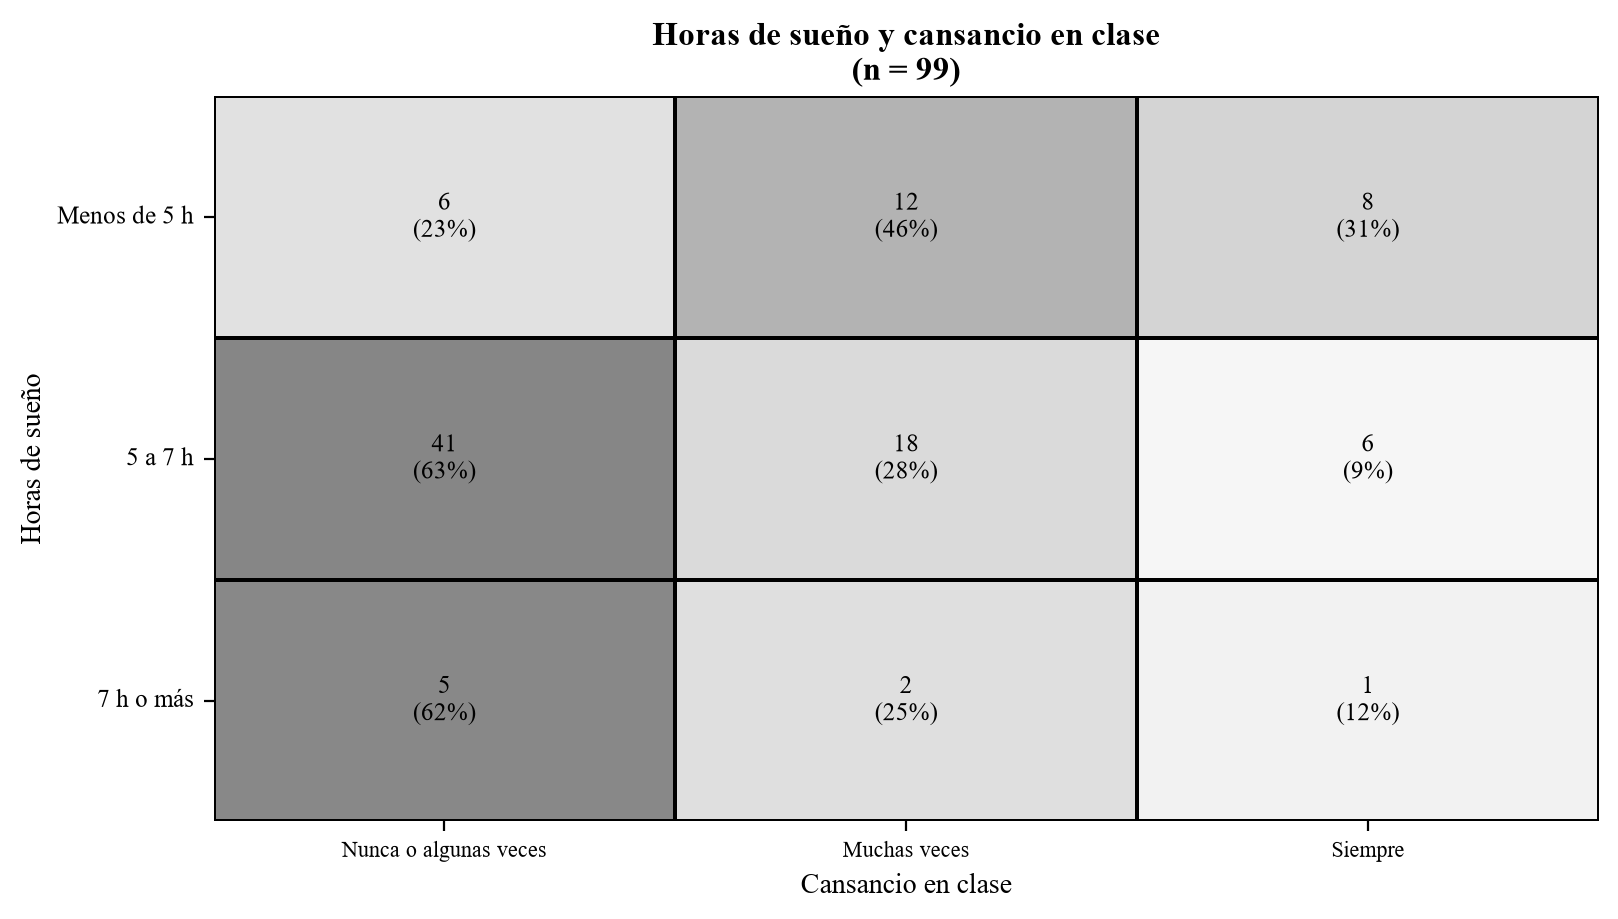 Horas de sueño y cansancio en clase
(n = 99)
Horas de sueño
Menos de 5 h
6
(23%)
12
(46%)
8
(31%)
5 a 7 h
41
(63%)
18
(28%)
6
(9%)
7 h o más
5
(62%)
2
(25%)
1
(12%)
Nunca o algunas veces
Muchas veces
Siempre
Cansancio en clase